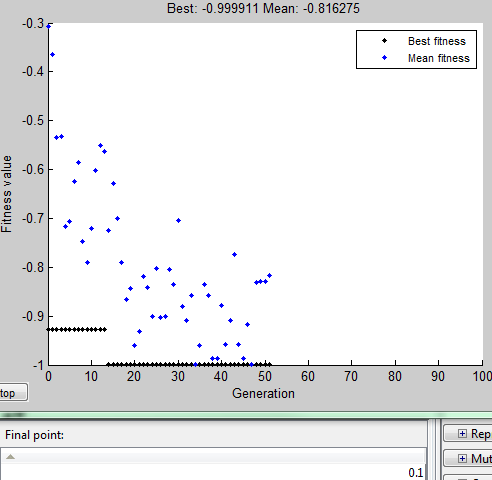 Best: -0.999911 Mean: -0.816275
-0.3
-0.4
-0.5
-0.6
-0.7
-0.8
-0.9
-1
Fitness value
Best fitness
Mean fitness
0 10 20 30 40 50 60 70 80 90 100
Generation
top
Final point:
0.1
Rep
Mut